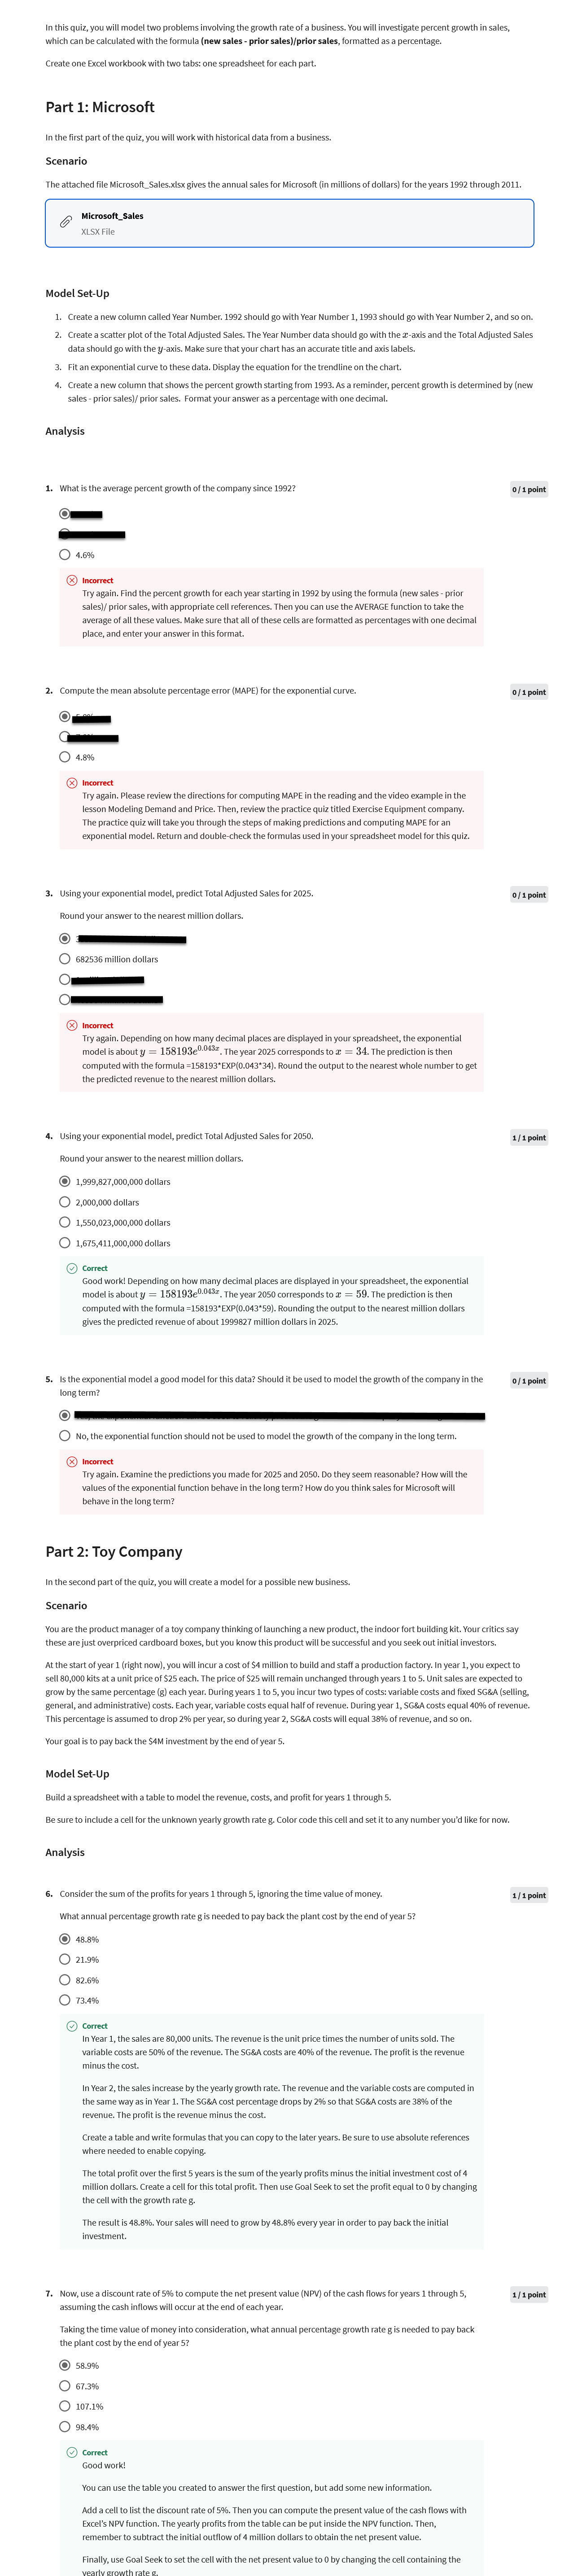 In this quiz, you will model two problems involving the growth rate of a business. You will investigate percent growth in sales,
which can be calculated with the formula (new sales - prior sales)/prior sales, formatted as a percentage.
Create one Excel workbook with two tabs: one spreadsheet for each part.
Part 1: Microsoft
In the first part of the quiz, you will work with historical data from a business.
Scenario
The attached file Microsoft_Sales.xlsx gives the annual sales for Microsoft (in millions of dollars) for the years 1992 through 2011.
Microsoft_Sales
XLSX File
Model Set-Up
1. Create a new column called Year Number. 1992 should go with Year Number 1, 1993 should go with Year Number 2, and so on.
2. Create a scatter plot of the Total Adjusted Sales. The Year Number data should go with the x-axis and the Total Adjusted Sales
data should go with the y-axis. Make sure that your chart has an accurate title and axis labels.
3. Fit an exponential curve to these data. Display the equation for the trendline on the chart.
4. Create a new column that shows the percent growth starting from 1993. As a reminder, percent growth is determined by (new
sales - prior sales)/ prior sales. Format your answer as a percentage with one decimal.
Analysis
1. What is the average percent growth of the company since 1992?
0 / 1 point
4.6%
Incorrect
Try again. Find the percent growth for each year starting in 1992 by using the formula (new sales - prior
sales)/ prior sales, with appropriate cell references. Then you can use the AVERAGE function to take the
average of all these values. Make sure that all of these cells are formatted as percentages with one decimal
place, and enter your answer in this format.
2. Compute the mean absolute percentage error (MAPE) for the exponential curve.
0 / 1 point
4.8%
Incorrect
Try again. Please review the directions for computing MAPE in the reading and the video example in the
lesson Modeling Demand and Price. Then, review the practice quiz titled Exercise Equipment company.
The practice quiz will take you through the steps of making predictions and computing MAPE for an
exponential model. Return and double-check the formulas used in your spreadsheet model for this quiz.
3. Using your exponential model, predict Total Adjusted Sales for 2025.
0 / 1 point
Round your answer to the nearest million dollars.
682536 million dollars
Incorrect
Try again. Depending on how many decimal places are displayed in your spreadsheet, the exponential
model is about y = 158193e^0.043x. The year 2025 corresponds to x = 34. The prediction is then
computed with the formula =158193*EXP(0.043*34). Round the output to the nearest whole number to get
the predicted revenue to the nearest million dollars.
4. Using your exponential model, predict Total Adjusted Sales for 2050.
1 / 1 point
Round your answer to the nearest million dollars.
1,999,827,000,000 dollars
2,000,000 dollars
1,550,023,000,000 dollars
1,675,411,000,000 dollars
Correct
Good work! Depending on how many decimal places are displayed in your spreadsheet, the exponential
model is about y = 158193e^0.043x. The year 2050 corresponds to x = 59. The prediction is then
computed with the formula =158193*EXP(0.043*59). Rounding the output to the nearest million dollars
gives the predicted revenue of about 1999827 million dollars in 2025.
5. Is the exponential model a good model for this data? Should it be used to model the growth of the company in the
long term?
0 / 1 point
No, the exponential function should not be used to model the growth of the company in the long term.
Incorrect
Try again. Examine the predictions you made for 2025 and 2050. Do they seem reasonable? How will the
values of the exponential function behave in the long term? How do you think sales for Microsoft will
behave in the long term?
Part 2: Toy Company
In the second part of the quiz, you will create a model for a possible new business.
Scenario
You are the product manager of a toy company thinking of launching a new product, the indoor fort building kit. Your critics say
these are just overpriced cardboard boxes, but you know this product will be successful and you seek out initial investors.
At the start of year 1 (right now), you will incur a cost of $4 million to build and staff a production factory. In year 1, you expect to
sell 80,000 kits at a unit price of $25 each. The price of $25 will remain unchanged through years 1 to 5. Unit sales are expected to
grow by the same percentage (g) each year. During years 1 to 5, you incur two types of costs: variable costs and fixed SG&A (selling,
general, and administrative) costs. Each year, variable costs equal half of revenue. During year 1, SG&A costs equal 40% of revenue.
This percentage is assumed to drop 2% per year, so during year 2, SG&A costs will equal 38% of revenue, and so on.
Your goal is to pay back the $4M investment by the end of year 5.
Model Set-Up
Build a spreadsheet with a table to model the revenue, costs, and profit for years 1 through 5.
Be sure to include a cell for the unknown yearly growth rate g. Color code this cell and set it to any number you'd like for now.
Analysis
6. Consider the sum of the profits for years 1 through 5, ignoring the time value of money.
1 / 1 point
What annual percentage growth rate g is needed to pay back the plant cost by the end of year 5?
48.8%
21.9%
82.6%
73.4%
Correct
In Year 1, the sales are 80,000 units. The revenue is the unit price times the number of units sold. The
variable costs are 50% of the revenue. The SG&A costs are 40% of the revenue. The profit is the revenue
minus the cost.
In Year 2, the sales increase by the yearly growth rate. The revenue and the variable costs are computed in
the same way as in Year 1. The SG&A cost percentage drops by 2% so that SG&A costs are 38% of the
revenue. The profit is the revenue minus the cost.
Create a table and write formulas that you can copy to the later years. Be sure to use absolute references
where needed to enable copying.
The total profit over the first 5 years is the sum of the yearly profits minus the initial investment cost of 4
million dollars. Create a cell for this total profit. Then use Goal Seek to set the profit equal to 0 by changing
the cell with the growth rate g.
The result is 48.8%. Your sales will need to grow by 48.8% every year in order to pay back the initial
investment.
7. Now, use a discount rate of 5% to compute the net present value (NPV) of the cash flows for years 1 through 5,
assuming the cash inflows will occur at the end of each year.
1 / 1 point
Taking the time value of money into consideration, what annual percentage growth rate g is needed to pay back
the plant cost by the end of year 5?
58.9%
67.3%
107.1%
98.4%
Correct
Good work!
You can use the table you created to answer the first question, but add some new information.
Add a cell to list the discount rate of 5%. Then you can compute the present value of the cash flows with
Excel's NPV function. The yearly profits from the table can be put inside the NPV function. Then,
remember to subtract the initial outflow of 4 million dollars to obtain the net present value.
Finally, use Goal Seek to set the cell with the net present value to 0 by changing the cell containing the
yearly growth rate g.